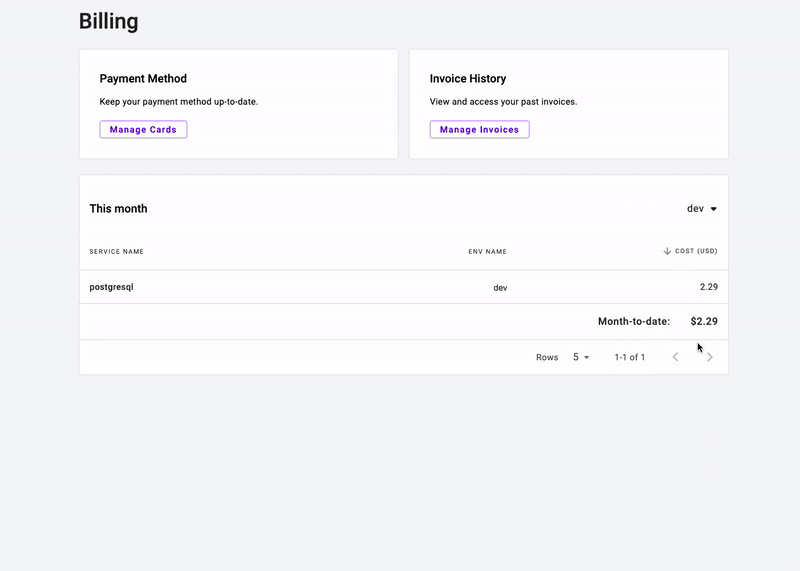 Billing
Payment Method
Keep your payment method up-to-date.
Manage Cards
Invoice History
View and access your past invoices.
Manage Invoices
This month
dev
SERVICE NAME ENV NAME COST (USD)
postgresql dev 2.29
Month-to-date: $2.29
Rows 5 1-1 of 1